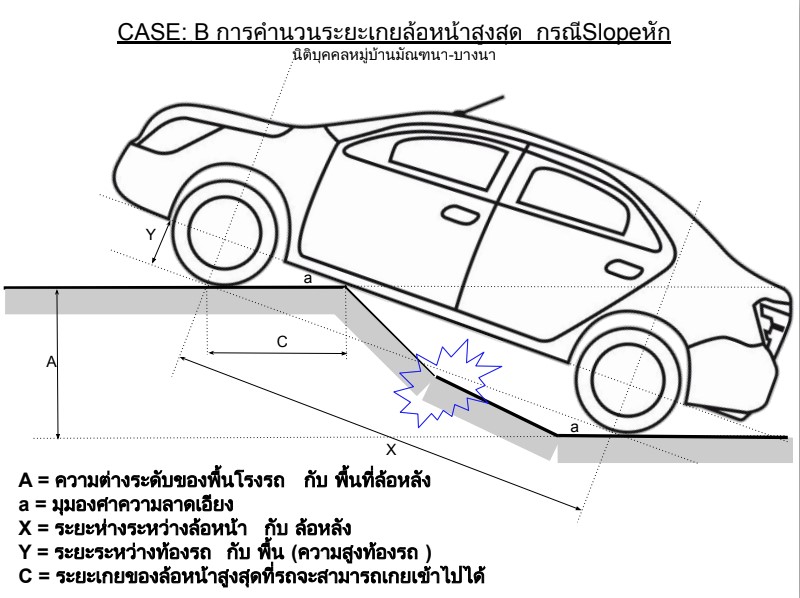 CASE: B การคำนวนระยะเกยล้อหน้าสูงสุด กรณีSlopeหัก
นิติบุคคลหมู่บ้านมัณฑนา-บางนา
Y
a
C
A
a
X
A = ความต่างระดับของพื้นโรงรถ กับ พื้นที่ล้อหลัง
a = มุมองศาความลาดเอียง
X = ระยะห่างระหว่างล้อหน้า กับ ล้อหลัง
Y = ระยะระหว่างท้องรถ กับ พื้น (ความสูงท้องรถ )
C = ระยะเกยของล้อหน้าสูงสุดที่รถจะสามารถเกยเข้าไปได้